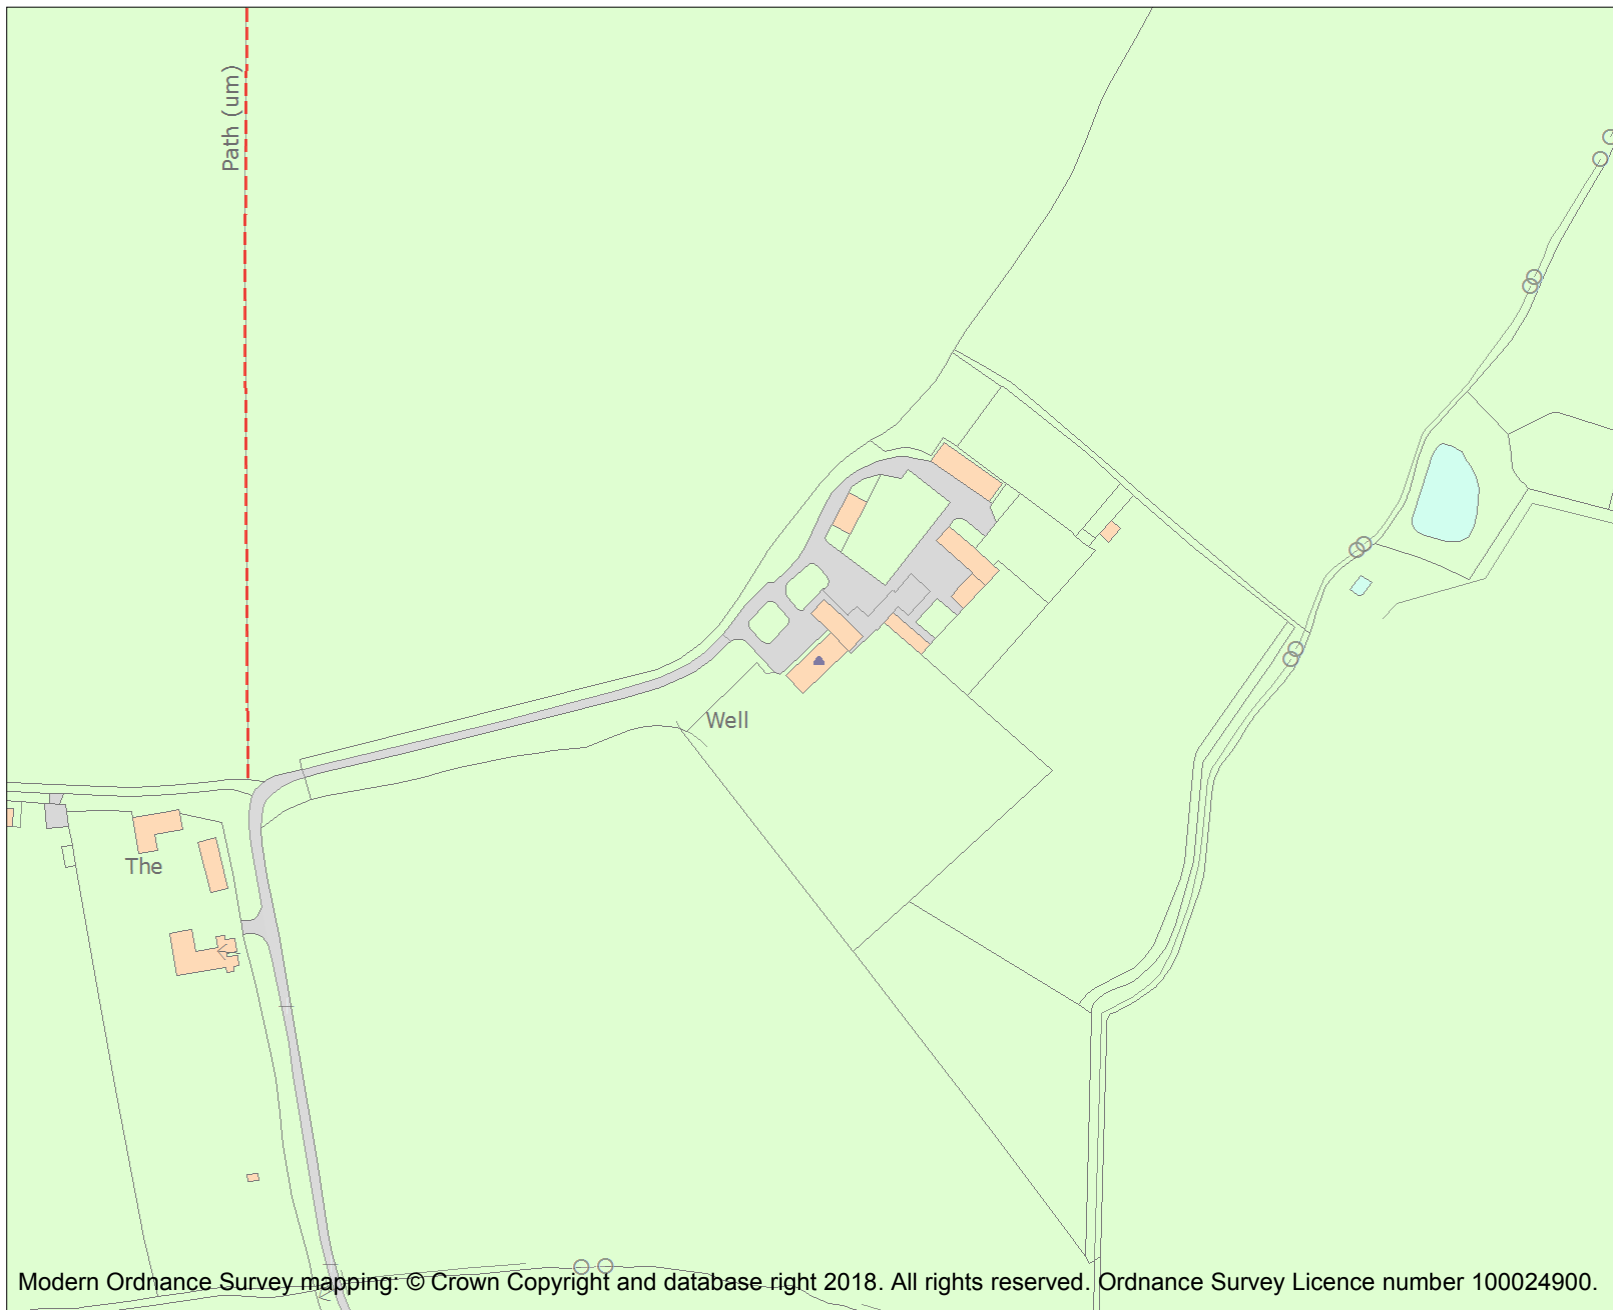 Path (um)
Well
The
Modern Ordnance Survey mapping: © Crown Copyright and database right 2018. All rights reserved. Ordnance Survey Licence number 100024900.